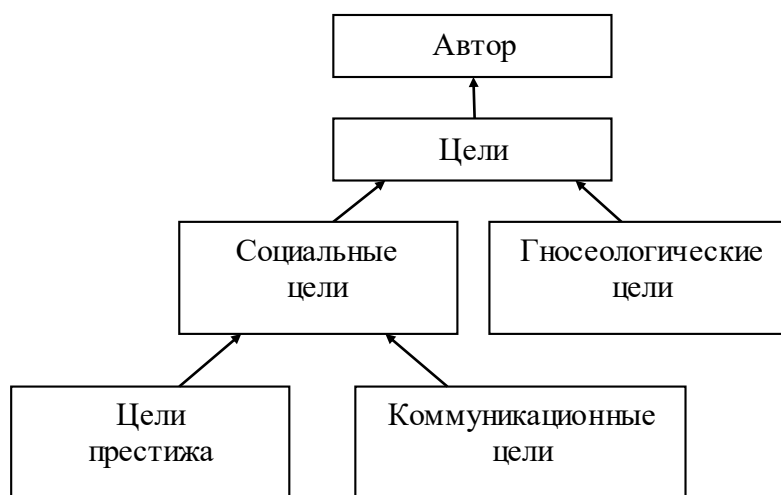 Автор
Цели
Социальные
цели
Гносеологические
цели
Цели
престижа
Коммуникационные
цели